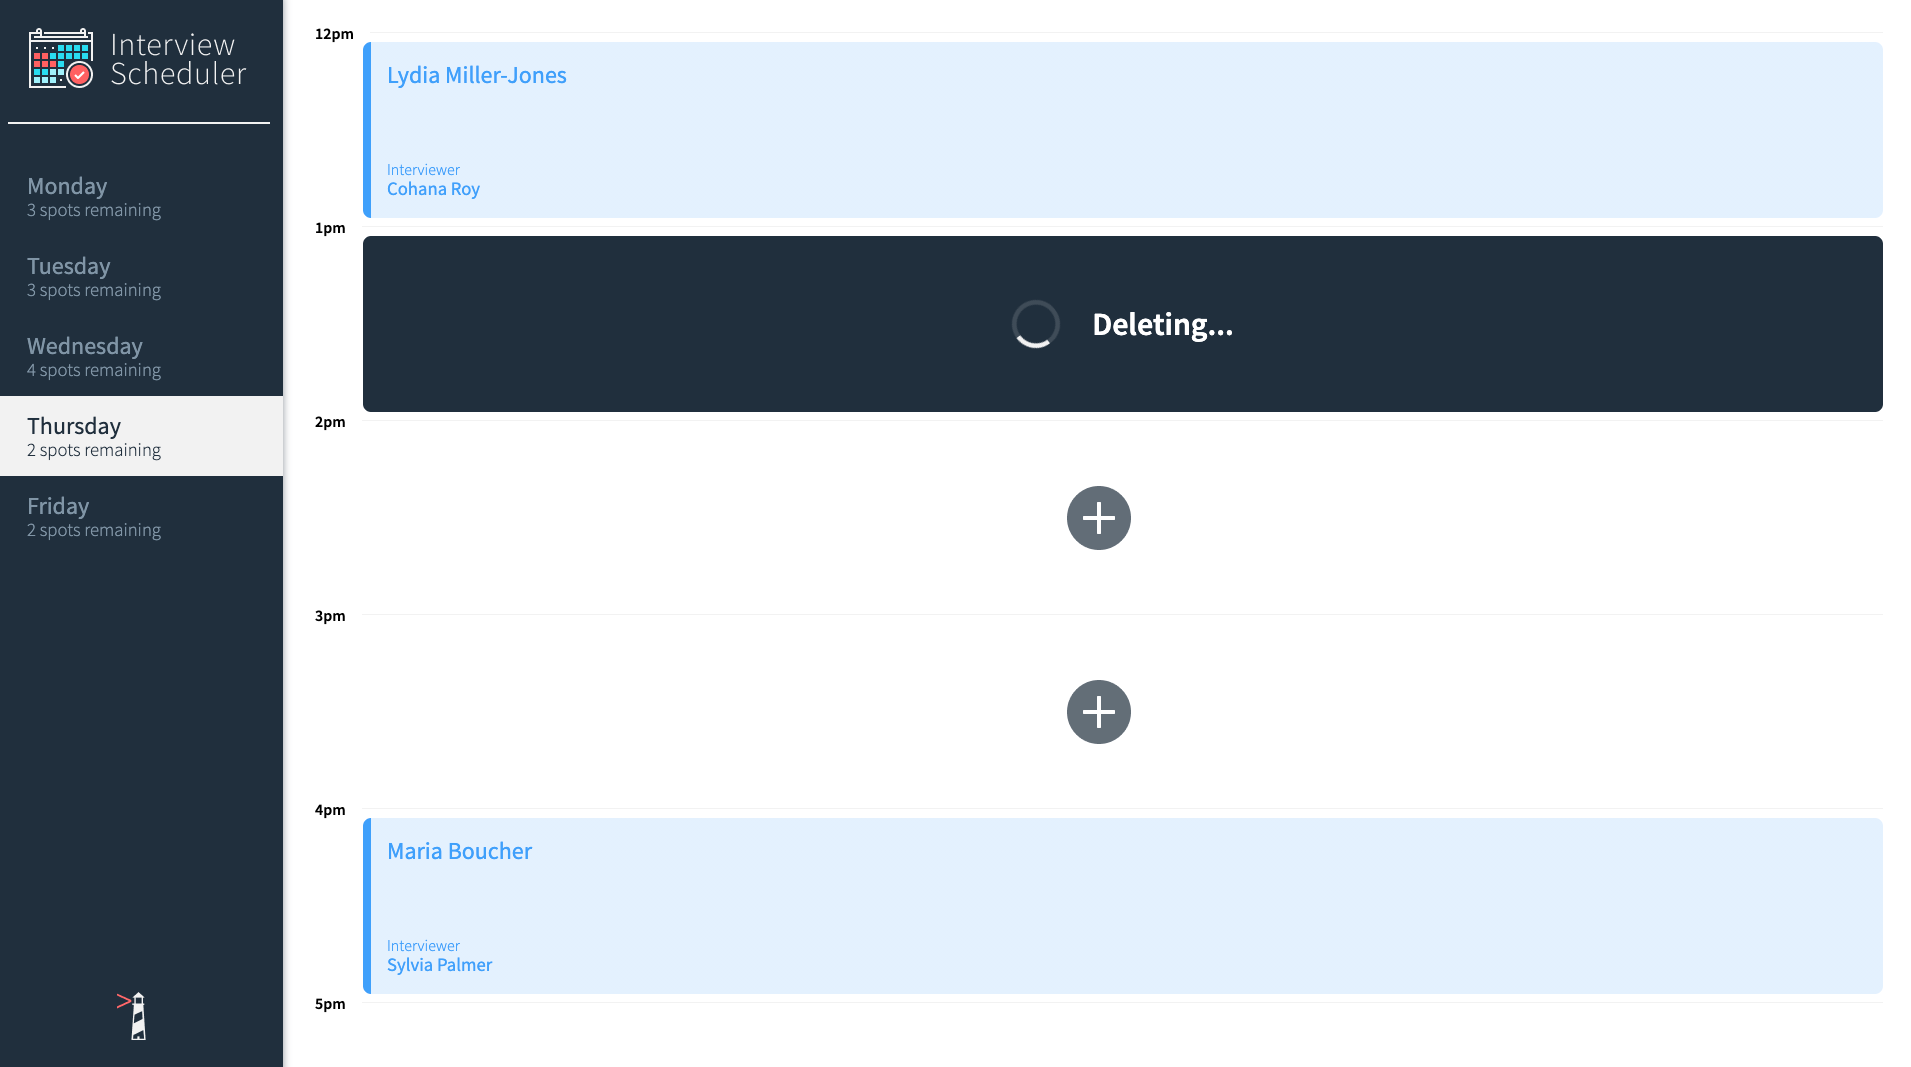 Interview
Scheduler
Monday
3 spots remaining
Tuesday
3 spots remaining
Wednesday
4 spots remaining
Thursday
2 spots remaining
Friday
2 spots remaining
12pm
Lydia Miller-Jones
Interviewer
Cohana Roy
1pm
Deleting...
2pm
3pm
4pm
Maria Boucher
Interviewer
Sylvia Palmer
5pm